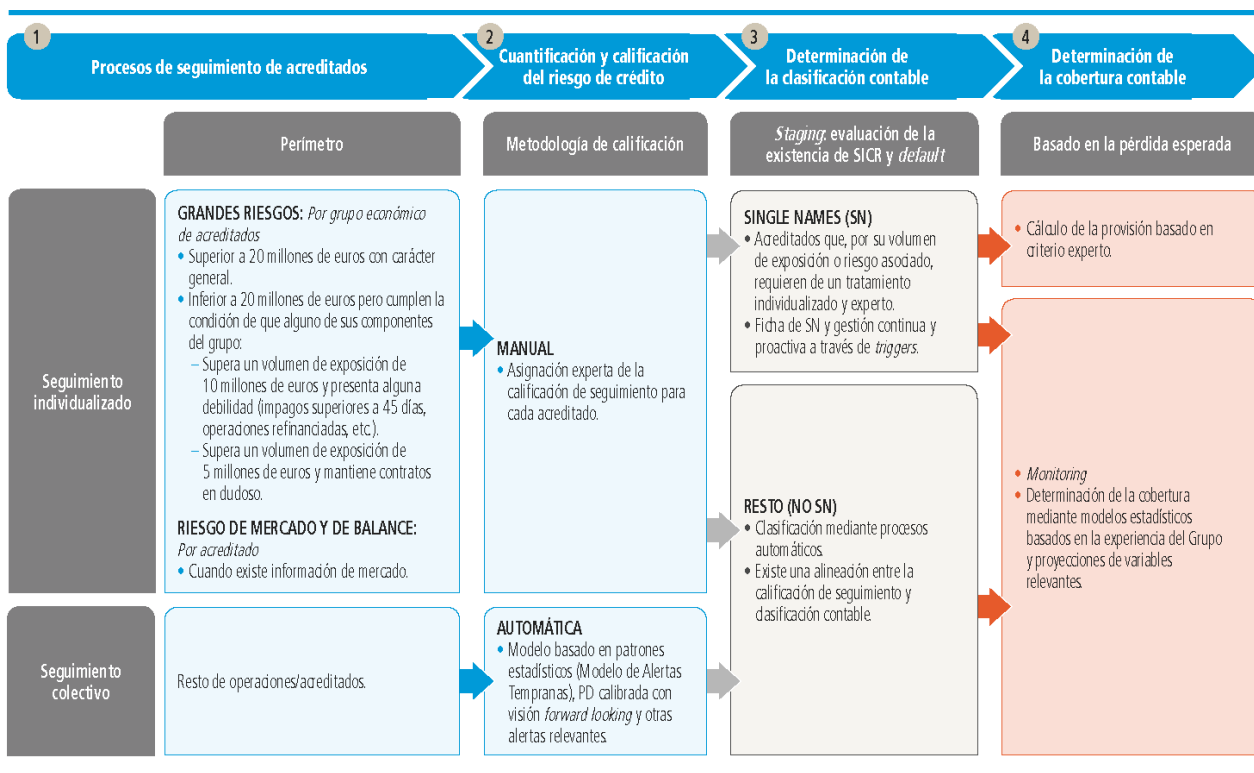 1
Procesos de seguimiento de acreditados
2
Cuantificación y calificación
del riesgo de crédito
3
Determinación de
la clasificación contable
4
Determinación de
la cobertura contable
Perímetro
Metodología de calificación
Staging: evaluación de la
existencia de SICR y default
Basado en la pérdida esperada
Seguimiento
individualizado
GRANDES RIESGOS: Por grupo económico
de acreditados
• Superior a 20 millones de euros con carácter
general.
• Inferior a 20 millones de euros pero cumplen la
condición de que alguno de sus componentes
del grupo:
– Supera un volumen de exposición de
10 millones de euros y presenta alguna
debilidad (impagos superiores a 45 días,
operaciones refinanciadas, etc.).
– Supera un volumen de exposición de
5 millones de euros y mantiene contratos
en dudoso.
RIESGO DE MERCADO Y DE BALANCE:
Por acreditado
• Cuando existe información de mercado.
MANUAL
• Asignación experta de la
calificación de seguimiento para
cada acreditado.
SINGLE NAMES (SN)
• Acreditados que, por su volumen
de exposición o riesgo asociado,
requieren de un tratamiento
individualizado y experto.
• Ficha de SN y gestión continua y
proactiva a través de triggers.
• Cálculo de la provisión basado en
criterio experto.
RESTO (NO SN)
• Clasificación mediante procesos
automáticos.
• Existe una alineación entre la
calificación de seguimiento y
clasificación contable.
• Monitoring
• Determinación de la cobertura
mediante modelos estadísticos
basados en la experiencia del Grupo
y proyecciones de variables
relevantes.
Seguimiento
colectivo
Resto de operaciones/acreditados.
AUTOMÁTICA
• Modelo basado en patrones
estadísticos (Modelo de Alertas
Tempranas), PD calibrada con
visión forward looking y otras
alertas relevantes.